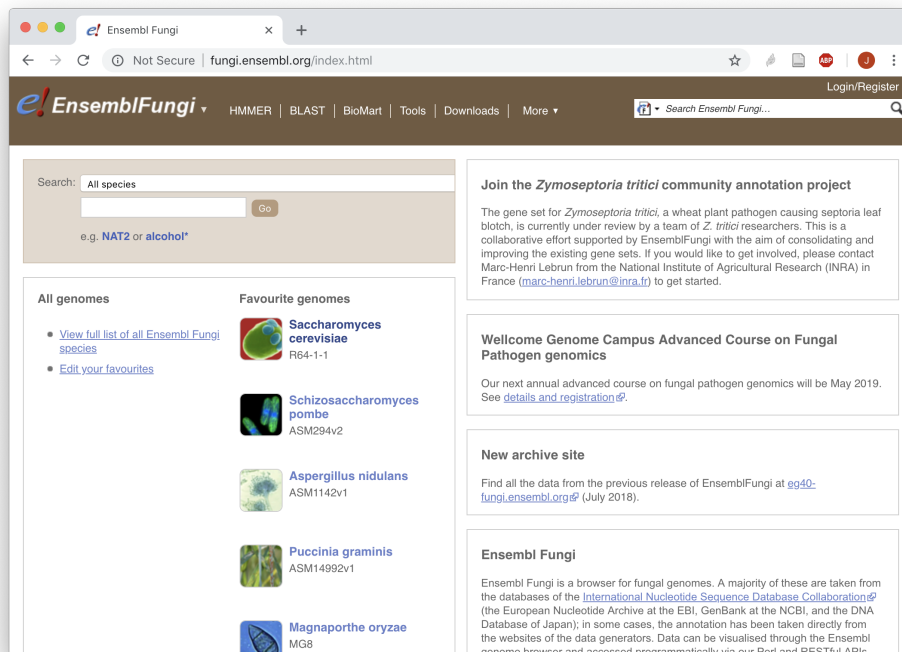 Ensembl Fungi
Not Secure | fungi.ensembl.org/index.html
ABP
J
Login/Register
e! EnsemblFungi ▾ HMMER | BLAST | BioMart | Tools | Downloads | More ▾
Search Ensembl Fungi...
Search: All species
Go
e.g. NAT2 or alcohol*
All genomes
View full list of all Ensembl Fungi
species
Edit your favourites
Favourite genomes
Saccharomyces
cerevisiae
R64-1-1
Schizosaccharomyces
pombe
ASM294v2
Aspergillus nidulans
ASM1142v1
Puccinia graminis
ASM14992v1
Magnaporthe oryzae
MG8
Join the Zymoseptoria tritici community annotation project
The gene set for Zymoseptoria tritici, a wheat plant pathogen causing septoria leaf
blotch, is currently under review by a team of Z. tritici researchers. This is a
collaborative effort supported by EnsemblFungi with the aim of consolidating and
improving the existing gene sets. If you would like to get involved, please contact
Marc-Henri Lebrun from the National Institute of Agricultural Research (INRA) in
France (marc-henri.lebrun@inra.fr) to get started.
Wellcome Genome Campus Advanced Course on Fungal
Pathogen genomics
Our next annual advanced course on fungal pathogen genomics will be May 2019.
See details and registration.
New archive site
Find all the data from the previous release of EnsemblFungi at eg40-
fungi.ensembl.org (July 2018).
Ensembl Fungi
Ensembl Fungi is a browser for fungal genomes. A majority of these are taken from
the databases of the International Nucleotide Sequence Database Collaboration
(the European Nucleotide Archive at the EBI, GenBank at the NCBI, and the DNA
Database of Japan); in some cases, the annotation has been taken directly from
the websites of the data generators. Data can be visualised through the Ensembl
genome browser and accessed programmatically via our Perl and RESTful APIs.